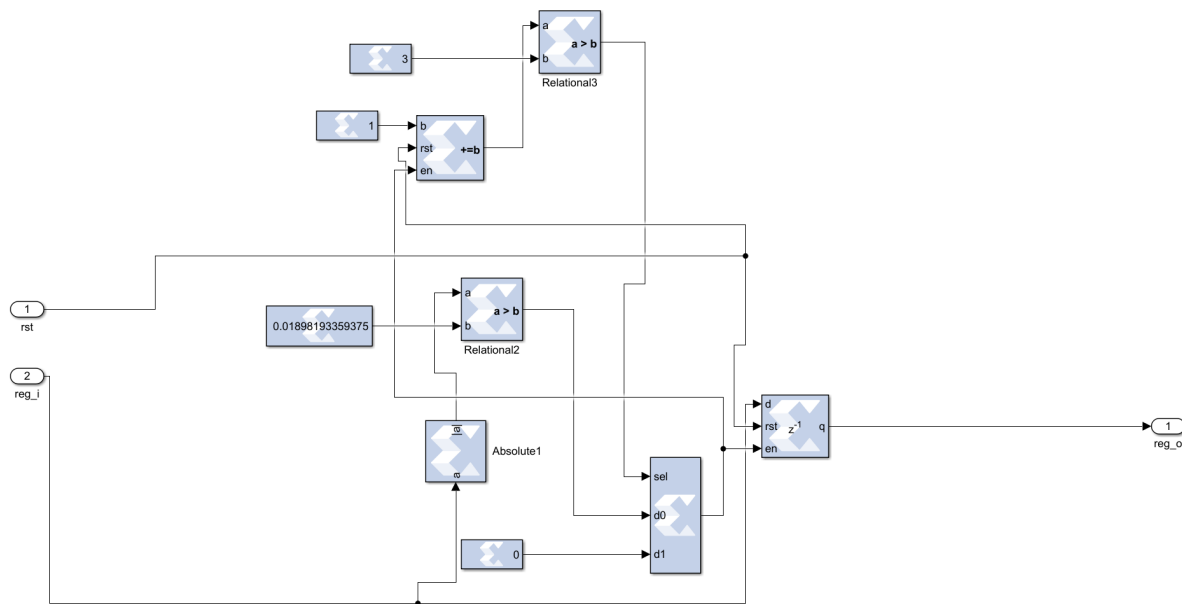 a
a > b
b
Relational3
3
1
b
rst
+=b
en
1
rst
a
a > b
b
Relational2
0.01898193359375
2
reg_i
|a|
a
Absolute1
sel
d0
d1
0
d
rst
z-1
q
en
1
reg_o